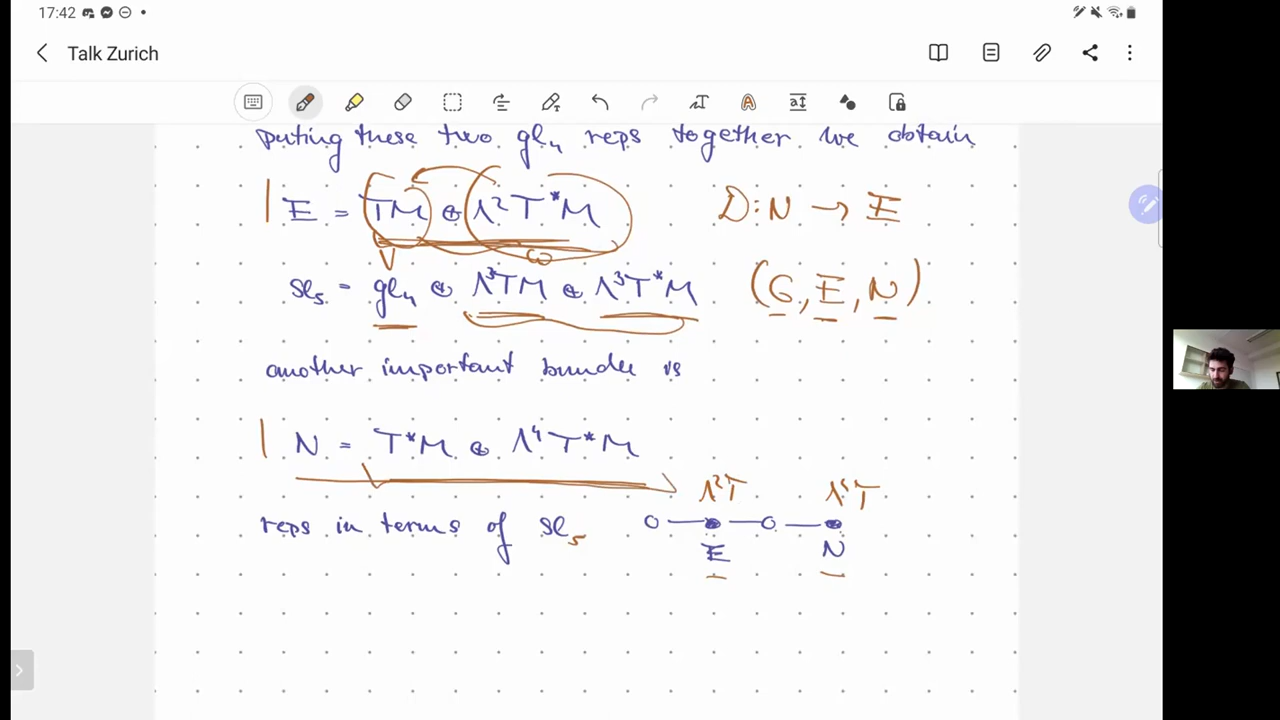 17:42
Talk Zurich
puting these two gl₄ reps together we obtain
E = TM ⊕ Λ²T*M D:N → E
V ω
sl₅ = gl₄ ⊕ Λ³TM ⊕ Λ³T*M (G, E, N)
another important bundle is
N = T*M ⊕ Λ⁴T*M
Λ²T Λ⁴T
reps in terms of sl₅
E N